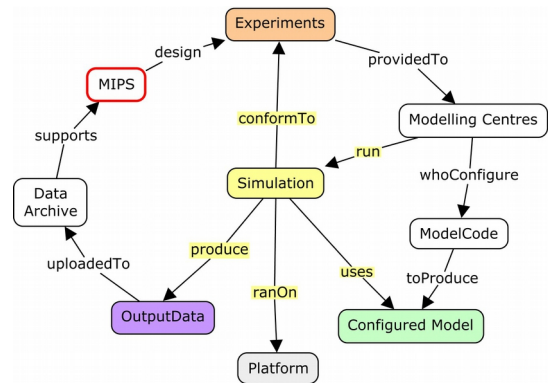 Experiments
design
providedTo
MIPS
conformTo
Modelling Centres
supports
run
whoConfigure
Simulation
Data
Archive
ModelCode
produce
uploadedTo
uses
toProduce
ranOn
OutputData
Configured Model
Platform